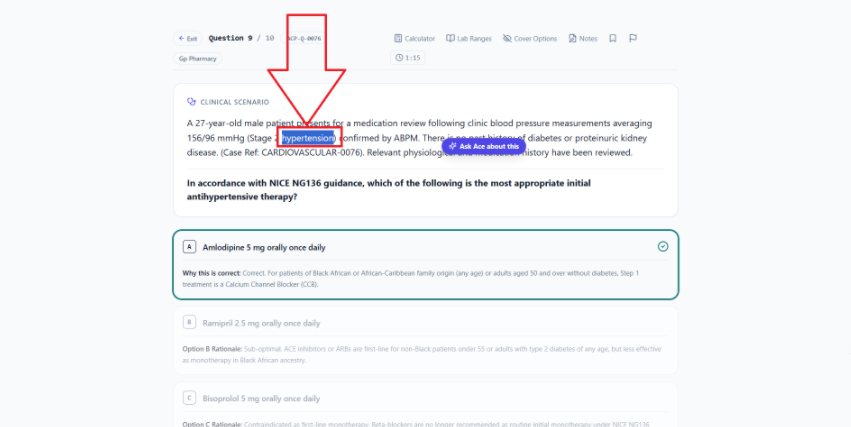 ← Exit Question 9 / 10 ACP-Q-0076 Calculator Lab Ranges Cover Options Notes
Gp Pharmacy 1:15
CLINICAL SCENARIO
A 27-year-old male patient presents for a medication review following clinic blood pressure measurements averaging
156/96 mmHg (Stage 2 hypertension) confirmed by ABPM. There is no past history of diabetes or proteinuric kidney
disease. (Case Ref: CARDIOVASCULAR-0076). Relevant physiological and medication history have been reviewed.
Ask Ace about this
In accordance with NICE NG136 guidance, which of the following is the most appropriate initial
antihypertensive therapy?
A Amlodipine 5 mg orally once daily
Why this is correct: Correct. For patients of Black African or African-Caribbean family origin (any age) or adults aged 50 and over without diabetes, Step 1
treatment is a Calcium Channel Blocker (CCB).
B Ramipril 2.5 mg orally once daily
Option B Rationale: Sub-optimal. ACE inhibitors or ARBs are first-line for non-Black patients under 55 or adults with type 2 diabetes of any age, but less effective
as monotherapy in Black African ancestry.
C Bisoprolol 5 mg orally once daily
Option C Rationale: Contraindicated as first-line monotherapy. Beta-blockers are no longer recommended as routine initial monotherapy under NICE NG136